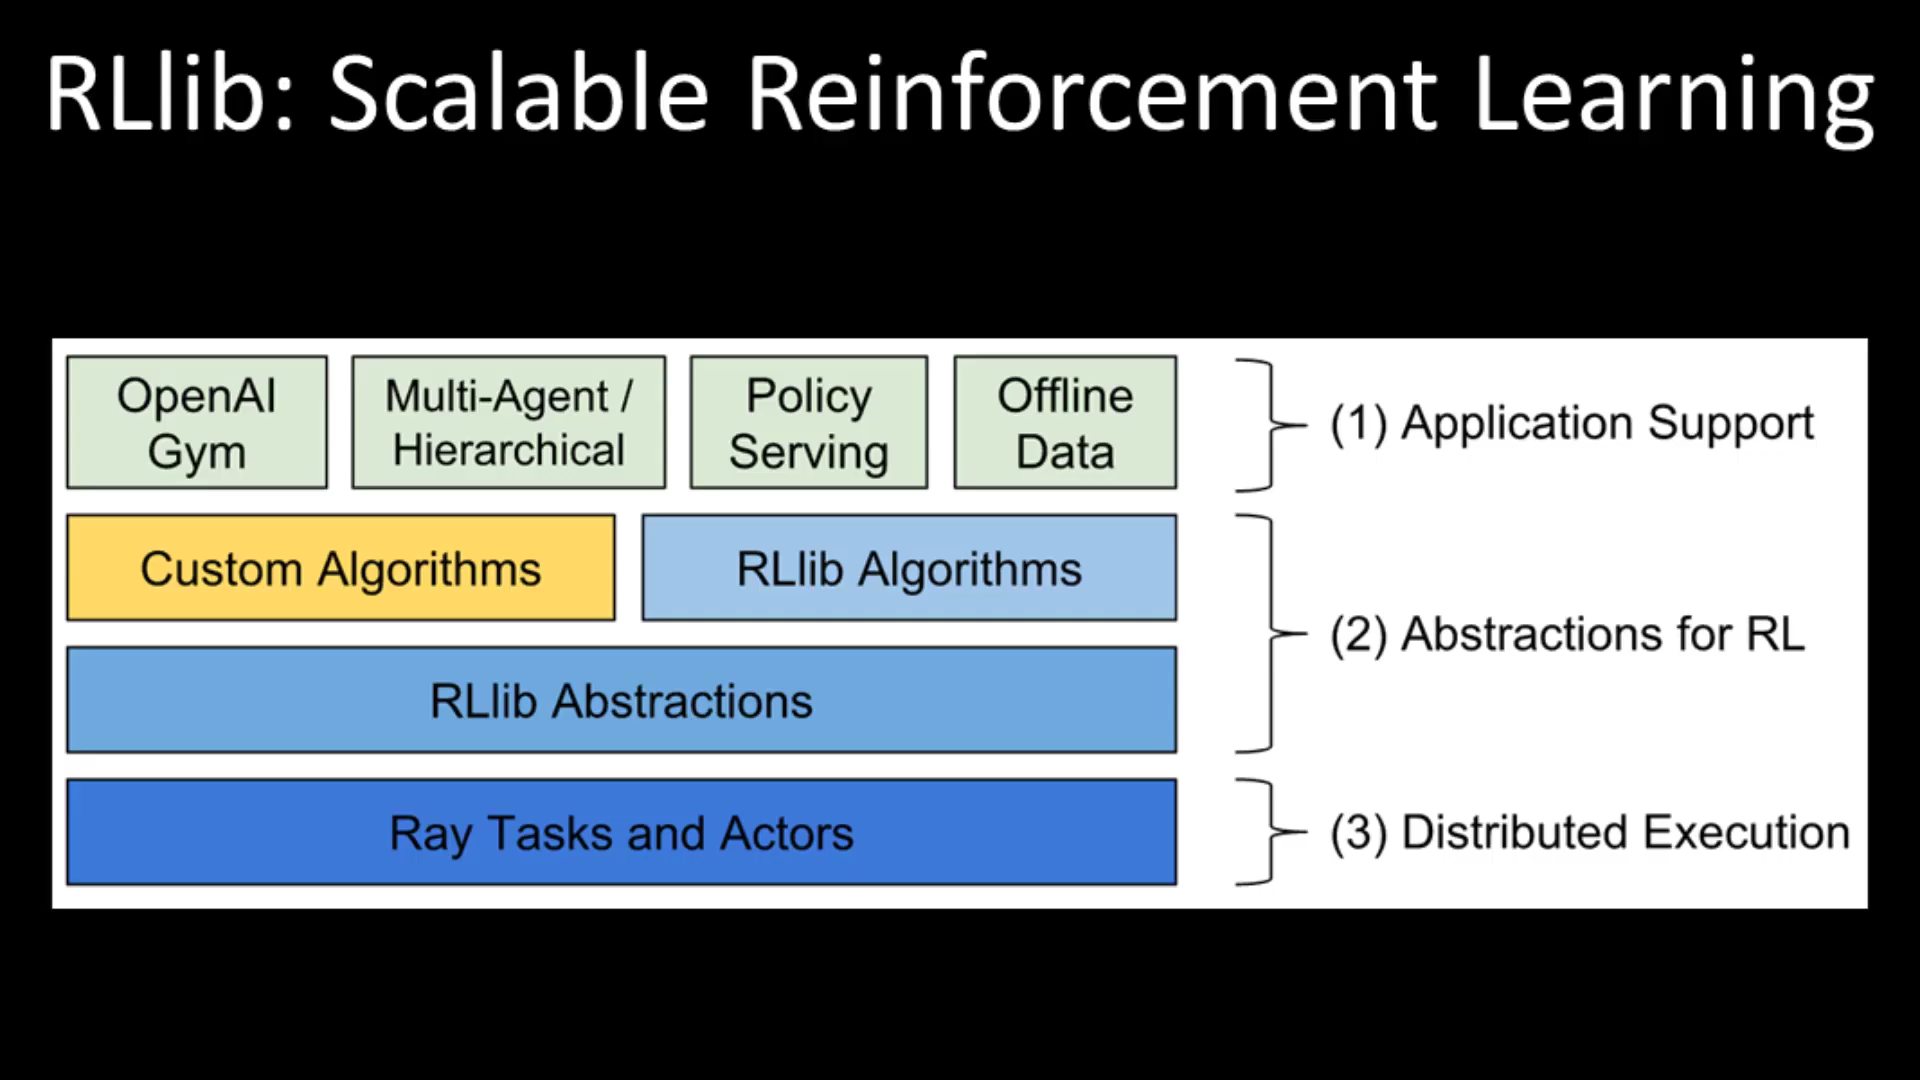 RLlib: Scalable Reinforcement Learning
OpenAI
Gym
Multi-Agent /
Hierarchical
Policy
Serving
Offline
Data
(1) Application Support
Custom Algorithms
RLlib Algorithms
(2) Abstractions for RL
RLlib Abstractions
Ray Tasks and Actors
(3) Distributed Execution